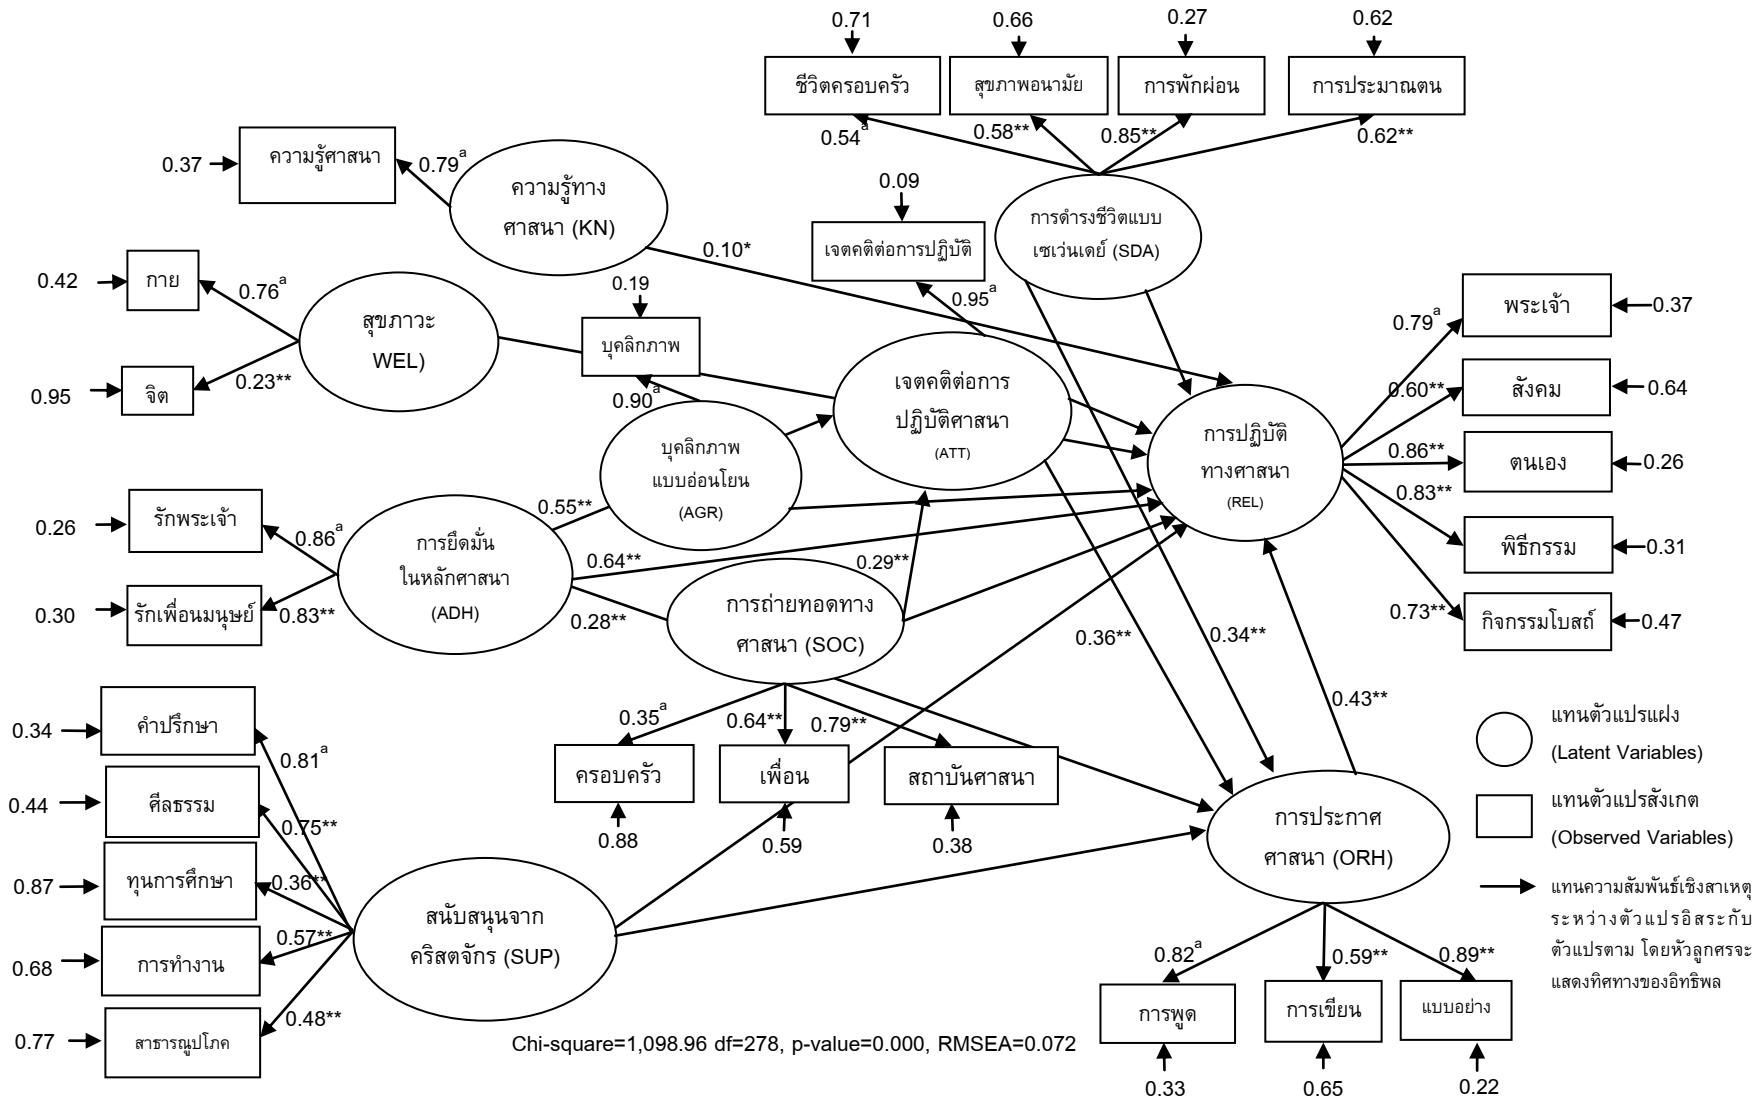 0.71
0.66
0.27
0.62
ชีวิตครอบครัว
สุขภาพอนามัย
การพักผ่อน
การประมาณตน
0.54a
0.58**
0.85**
0.62**
0.37
ความรู้ศาสนา
0.79a
ความรู้ทาง
ศาสนา (KN)
0.10*
0.09
เจตคติต่อการปฏิบัติ
0.95a
การดำรงชีวิตแบบ
เซเว่นเดย์ (SDA)
0.42
กาย
0.76a
0.95
จิต
0.23**
สุขภาวะ
WEL)
0.19
บุคลิกภาพ
0.90a
บุคลิกภาพ
แบบอ่อนโยน
(AGR)
เจตคติต่อการ
ปฏิบัติศาสนา
(ATT)
การปฏิบัติ
ทางศาสนา
(REL)
0.79a
พระเจ้า
0.37
0.60**
สังคม
0.64
0.86**
ตนเอง
0.26
0.83**
พิธีกรรม
0.31
0.73**
กิจกรรมโบสถ์
0.47
0.26
รักพระเจ้า
0.86a
0.30
รักเพื่อนมนุษย์
0.83**
การยึดมั่น
ในหลักศาสนา
(ADH)
0.55**
0.64**
0.28**
0.29**
การถ่ายทอดทาง
ศาสนา (SOC)
0.36**
0.34**
0.43**
0.35a
0.64**
0.79**
ครอบครัว
เพื่อน
สถาบันศาสนา
0.88
0.59
0.38
0.34
คำปรึกษา
0.81a
0.44
ศีลธรรม
0.75**
0.87
ทุนการศึกษา
0.36**
0.68
การทำงาน
0.57**
0.77
สาธารณูปโภค
0.48**
สนับสนุนจาก
คริสตจักร (SUP)
การประกาศ
ศาสนา (ORH)
0.82a
0.59**
0.89**
การพูด
การเขียน
แบบอย่าง
0.33
0.65
0.22
Chi-square=1,098.96 df=278, p-value=0.000, RMSEA=0.072
แทนตัวแปรแฝง
(Latent Variables)
แทนตัวแปรสังเกต
(Observed Variables)
แทนความสัมพันธ์เชิงสาเหตุ
ระหว่างตัวแปรอิสระกับ
ตัวแปรตาม โดยหัวลูกศรจะ
แสดงทิศทางของอิทธิพล